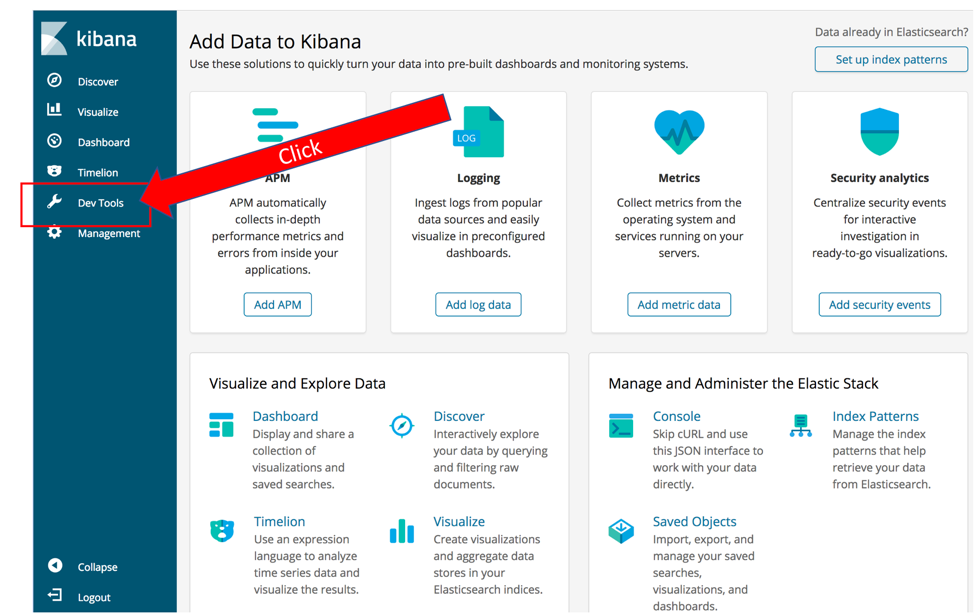 kibana
Discover
Visualize
Dashboard
Timelion
Dev Tools
Management
Collapse
Logout
Add Data to Kibana
Use these solutions to quickly turn your data into pre-built dashboards and monitoring systems.
Data already in Elasticsearch?
Set up index patterns
Click
APM
APM automatically
collects in-depth
performance metrics and
errors from inside your
applications.
Add APM
LOG
Logging
Ingest logs from popular
data sources and easily
visualize in preconfigured
dashboards.
Add log data
Metrics
Collect metrics from the
operating system and
services running on your
servers.
Add metric data
Security analytics
Centralize security events
for interactive
investigation in
ready-to-go visualizations.
Add security events
Visualize and Explore Data
Dashboard
Display and share a
collection of
visualizations and
saved searches.
Discover
Interactively explore
your data by querying
and filtering raw
documents.
Timelion
Use an expression
language to analyze
time series data and
visualize the results.
Visualize
Create visualizations
and aggregate data
stores in your
Elasticsearch indices.
Manage and Administer the Elastic Stack
Console
Skip cURL and use
this JSON interface to
work with your data
directly.
Index Patterns
Manage the index
patterns that help
retrieve your data
from Elasticsearch.
Saved Objects
Import, export, and
manage your saved
searches,
visualizations, and
dashboards.